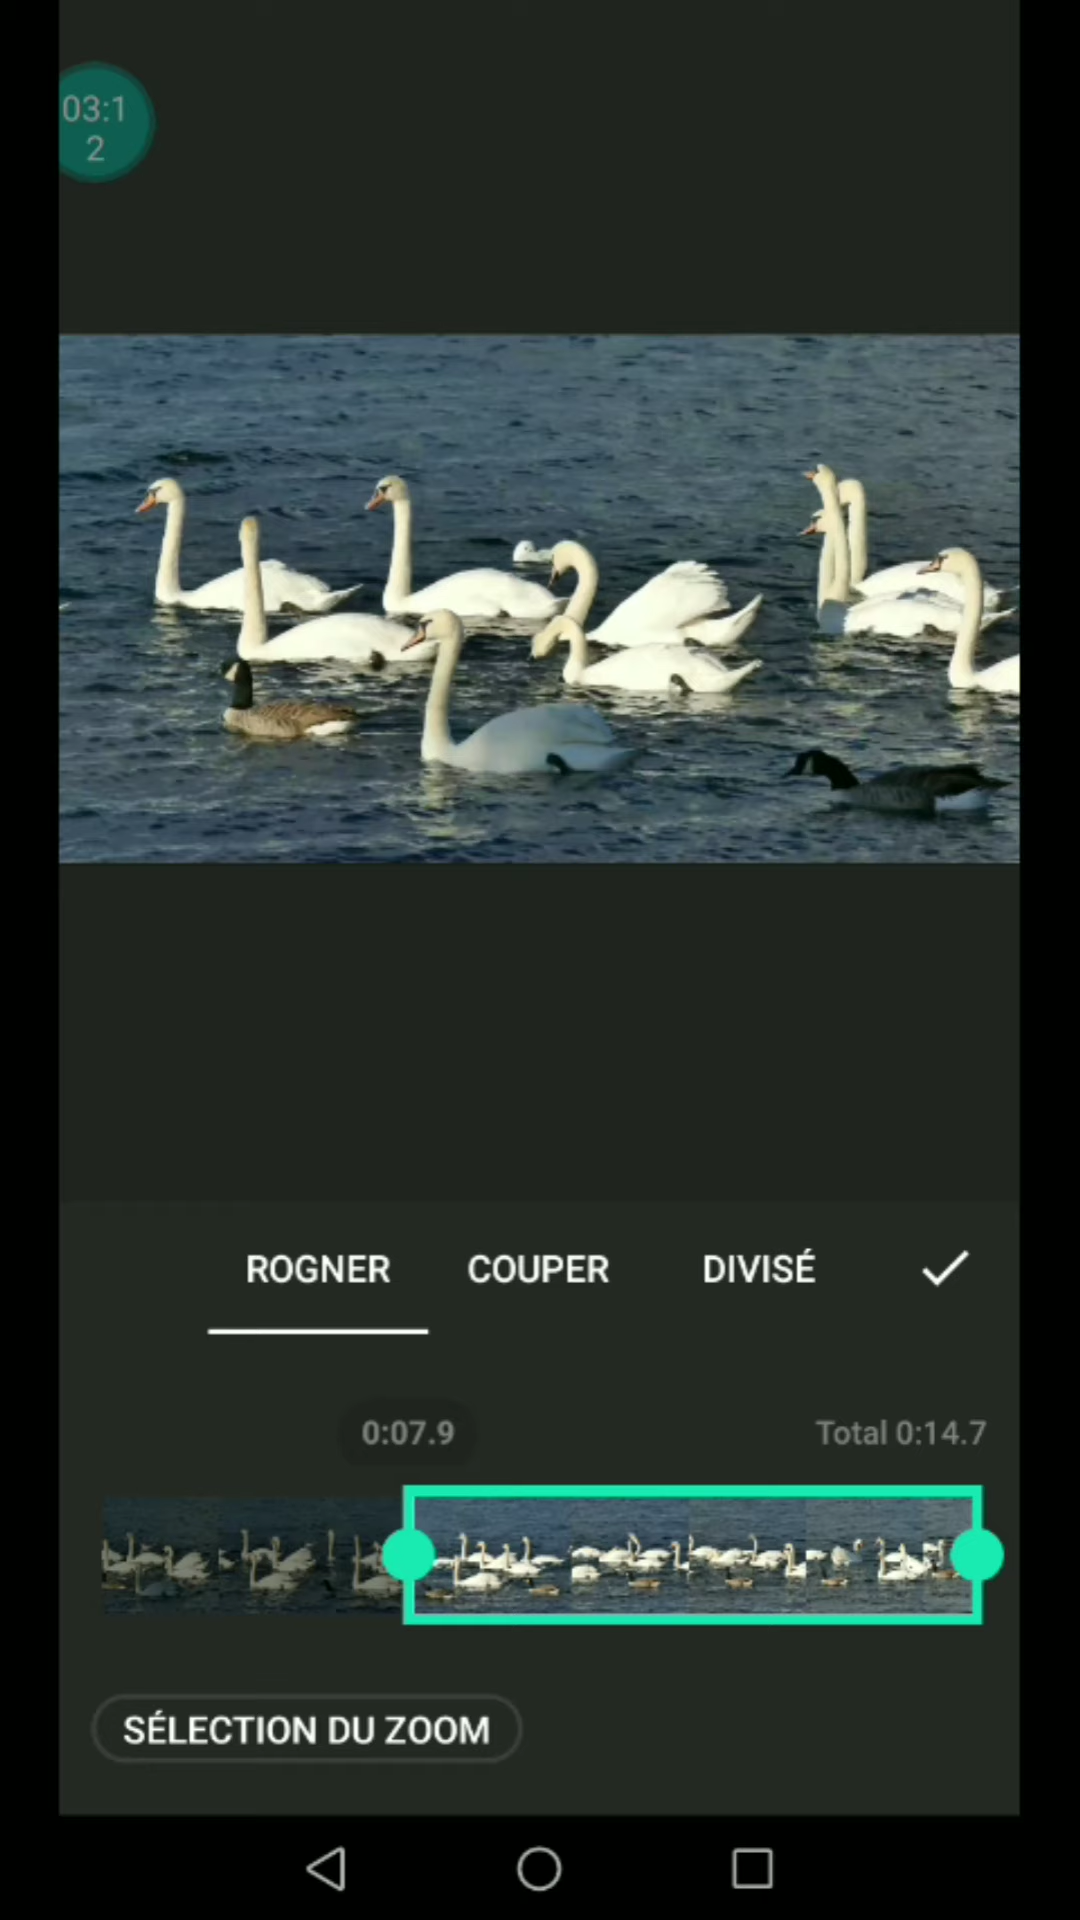 03:1
2
ROGNER COUPER DIVISÉ
0:07.9 Total 0:14.7
SÉLECTION DU ZOOM